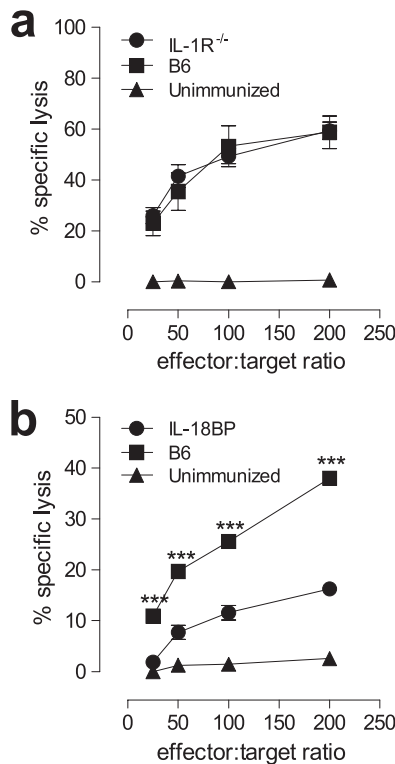 a
IL-1R-/-
B6
Unimmunized
% specific lysis
100
80
60
40
20
0
0 50 100 150 200 250
effector:target ratio
b
IL-18BP
B6
Unimmunized
% specific lysis
50
40
30
20
10
0
***
***
***
***
0 50 100 150 200 250
effector:target ratio